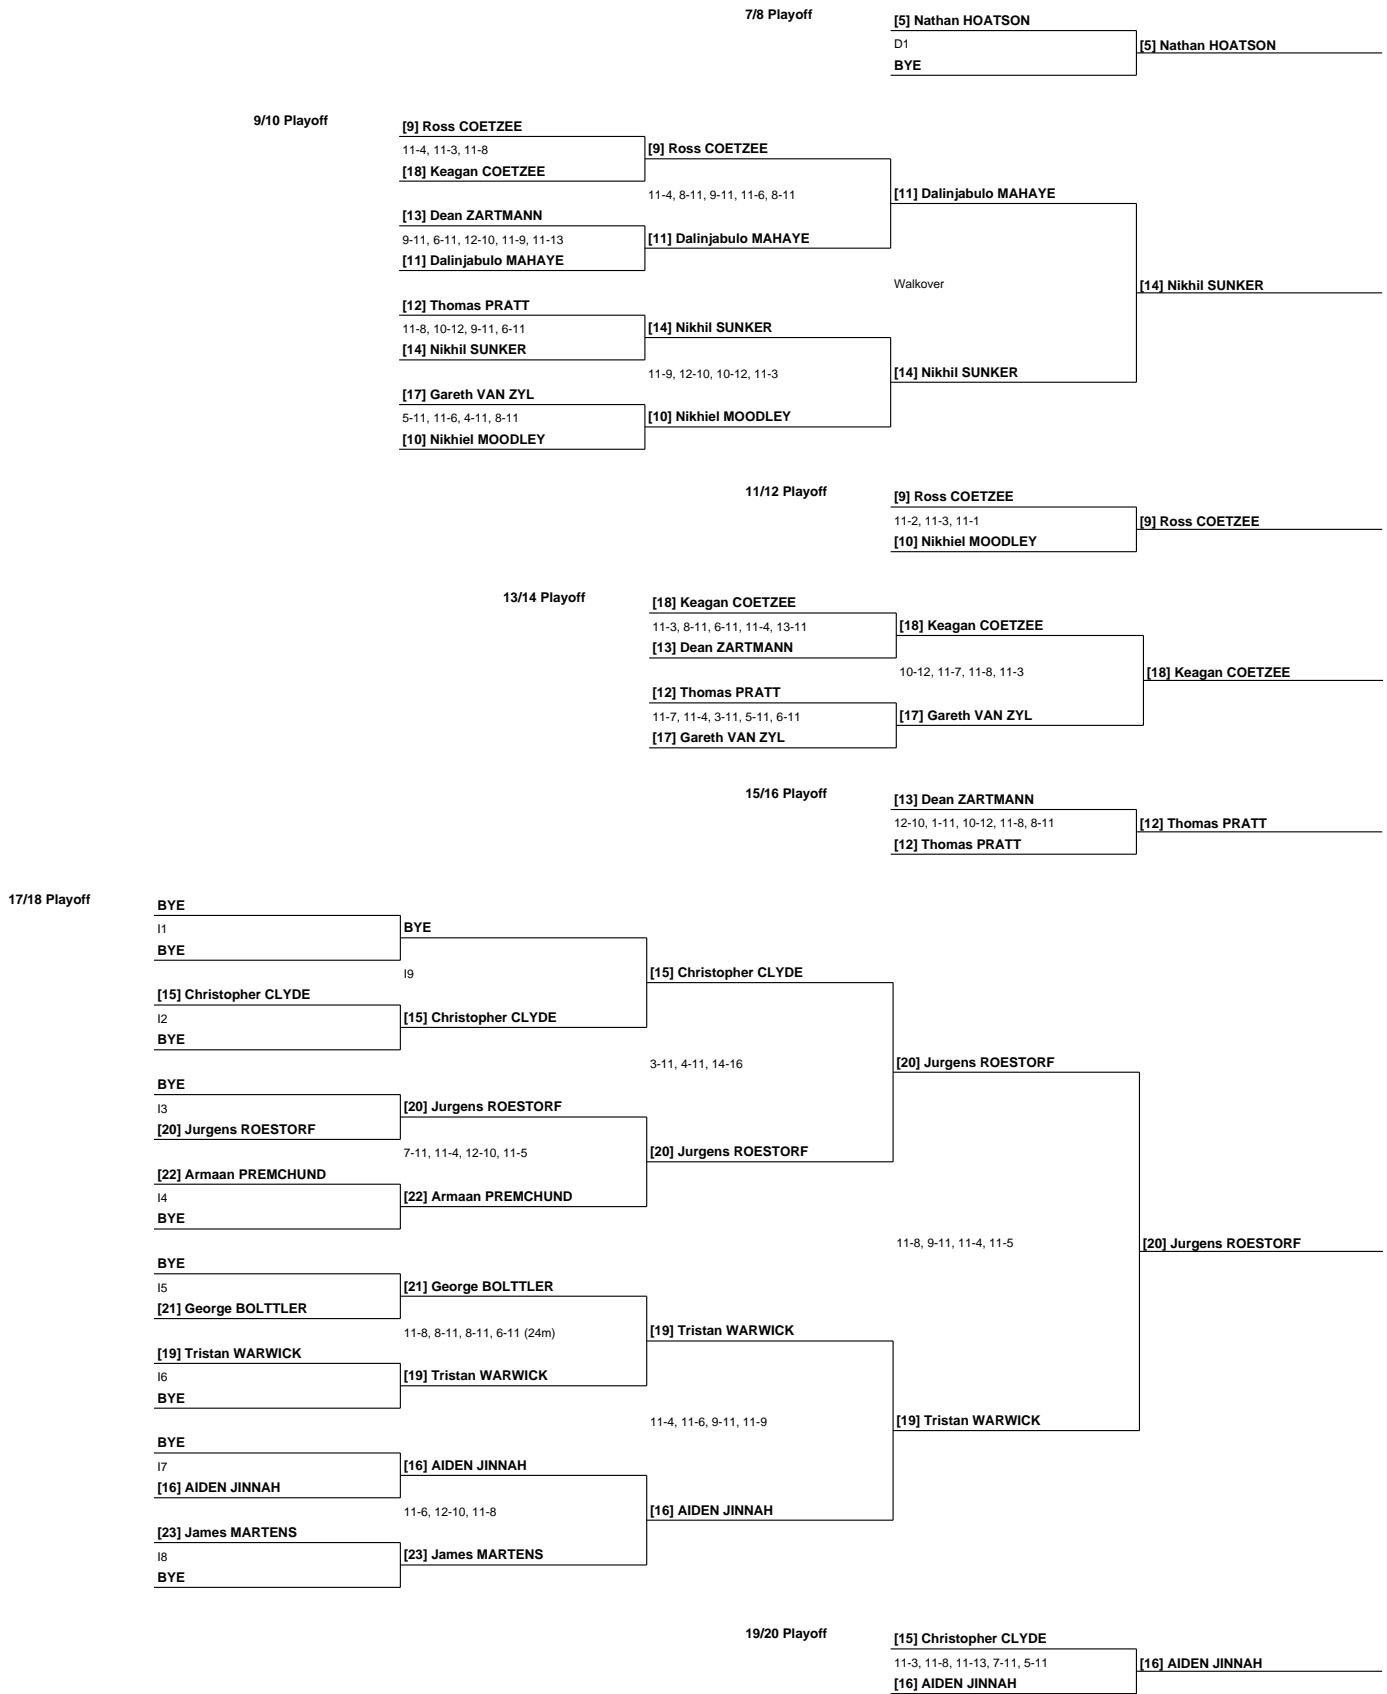 7/8 Playoff
[5] Nathan HOATSON
D1
[5] Nathan HOATSON
BYE
9/10 Playoff
[9] Ross COETZEE
11-4, 11-3, 11-8
[9] Ross COETZEE
[18] Keagan COETZEE
11-4, 8-11, 9-11, 11-6, 8-11
[11] Dalinjabulo MAHAYE
[13] Dean ZARTMANN
9-11, 6-11, 12-10, 11-9, 11-13
[11] Dalinjabulo MAHAYE
[11] Dalinjabulo MAHAYE
Walkover
[14] Nikhil SUNKER
[12] Thomas PRATT
11-8, 10-12, 9-11, 6-11
[14] Nikhil SUNKER
[14] Nikhil SUNKER
11-9, 12-10, 10-12, 11-3
[14] Nikhil SUNKER
[17] Gareth VAN ZYL
5-11, 11-6, 4-11, 8-11
[10] Nikhiel MOODLEY
[10] Nikhiel MOODLEY
11/12 Playoff
[9] Ross COETZEE
11-2, 11-3, 11-1
[9] Ross COETZEE
[10] Nikhiel MOODLEY
13/14 Playoff
[18] Keagan COETZEE
11-3, 8-11, 6-11, 11-4, 13-11
[18] Keagan COETZEE
[13] Dean ZARTMANN
10-12, 11-7, 11-8, 11-3
[18] Keagan COETZEE
[12] Thomas PRATT
11-7, 11-4, 3-11, 5-11, 6-11
[17] Gareth VAN ZYL
[17] Gareth VAN ZYL
15/16 Playoff
[13] Dean ZARTMANN
12-10, 1-11, 10-12, 11-8, 8-11
[12] Thomas PRATT
[12] Thomas PRATT
17/18 Playoff
BYE
I1
BYE
BYE
I9
[15] Christopher CLYDE
[15] Christopher CLYDE
I2
[15] Christopher CLYDE
BYE
3-11, 4-11, 14-16
[20] Jurgens ROESTORF
BYE
I3
[20] Jurgens ROESTORF
[20] Jurgens ROESTORF
7-11, 11-4, 12-10, 11-5
[20] Jurgens ROESTORF
[22] Armaan PREMCHUND
I4
[22] Armaan PREMCHUND
BYE
11-8, 9-11, 11-4, 11-5
[20] Jurgens ROESTORF
BYE
I5
[21] George BOLTTLER
[21] George BOLTTLER
11-8, 8-11, 8-11, 6-11 (24m)
[19] Tristan WARWICK
[19] Tristan WARWICK
I6
[19] Tristan WARWICK
BYE
11-4, 11-6, 9-11, 11-9
[19] Tristan WARWICK
BYE
I7
[16] AIDEN JINNAH
[16] AIDEN JINNAH
11-6, 12-10, 11-8
[16] AIDEN JINNAH
[23] James MARTENS
I8
[23] James MARTENS
BYE
19/20 Playoff
[15] Christopher CLYDE
11-3, 11-8, 11-13, 7-11, 5-11
[16] AIDEN JINNAH
[16] AIDEN JINNAH